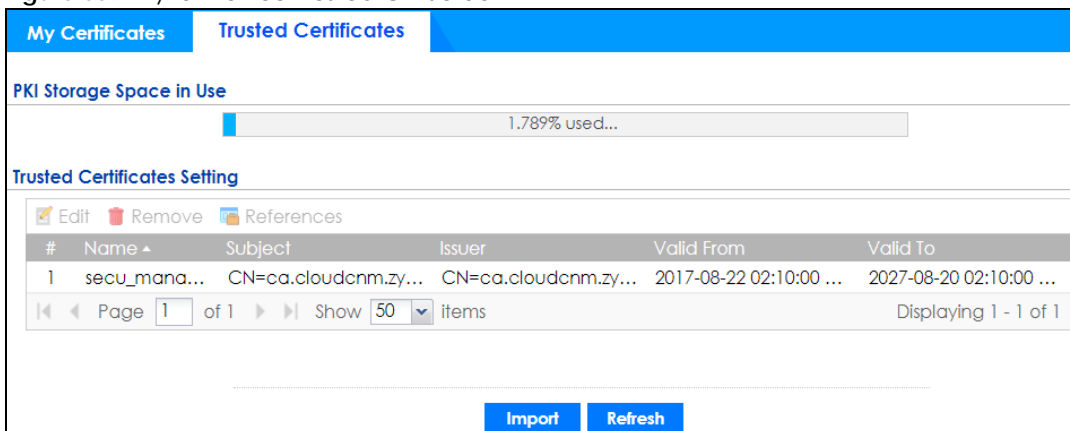 My Certificates Trusted Certificates
PKI Storage Space in Use
1.789% used...
Trusted Certificates Setting
Edit Remove References
# Name Subject Issuer Valid From Valid To
1 secu_mana... CN=ca.cloudcnm.zy... CN=ca.cloudcnm.zy... 2017-08-22 02:10:00 ... 2027-08-20 02:10:00 ...
Page 1 of 1 Show 50 items Displaying 1 - 1 of 1
Import Refresh